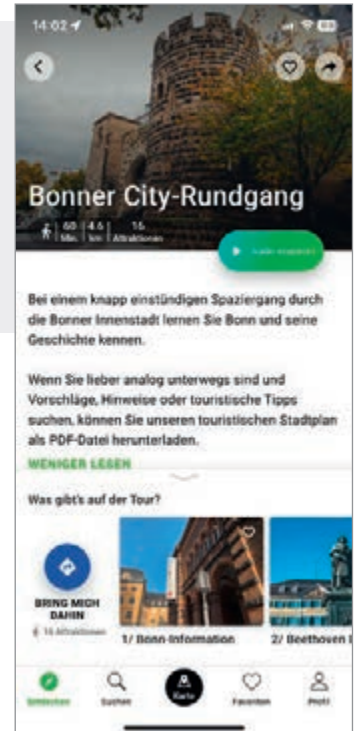 14:02
Bonner City-Rundgang
60 Min. 4.6 km 16 Attraktionen
Bei einem knapp einstündigen Spaziergang durch
die Bonner Innenstadt lernen Sie Bonn und seine
Geschichte kennen.
Wenn Sie lieber analog unterwegs sind und
Vorschläge, Hinweise oder touristische Tipps
suchen, können Sie unseren touristischen Stadtplan
als PDF-Datei herunterladen.
WENIGER LESEN
Was gibt's auf der Tour?
BRING MICH
DAHIN
16 Attraktionen
1/ Bonn-Information
2/ Beethoven
Entdecken Suchen Karte Favoriten Profil